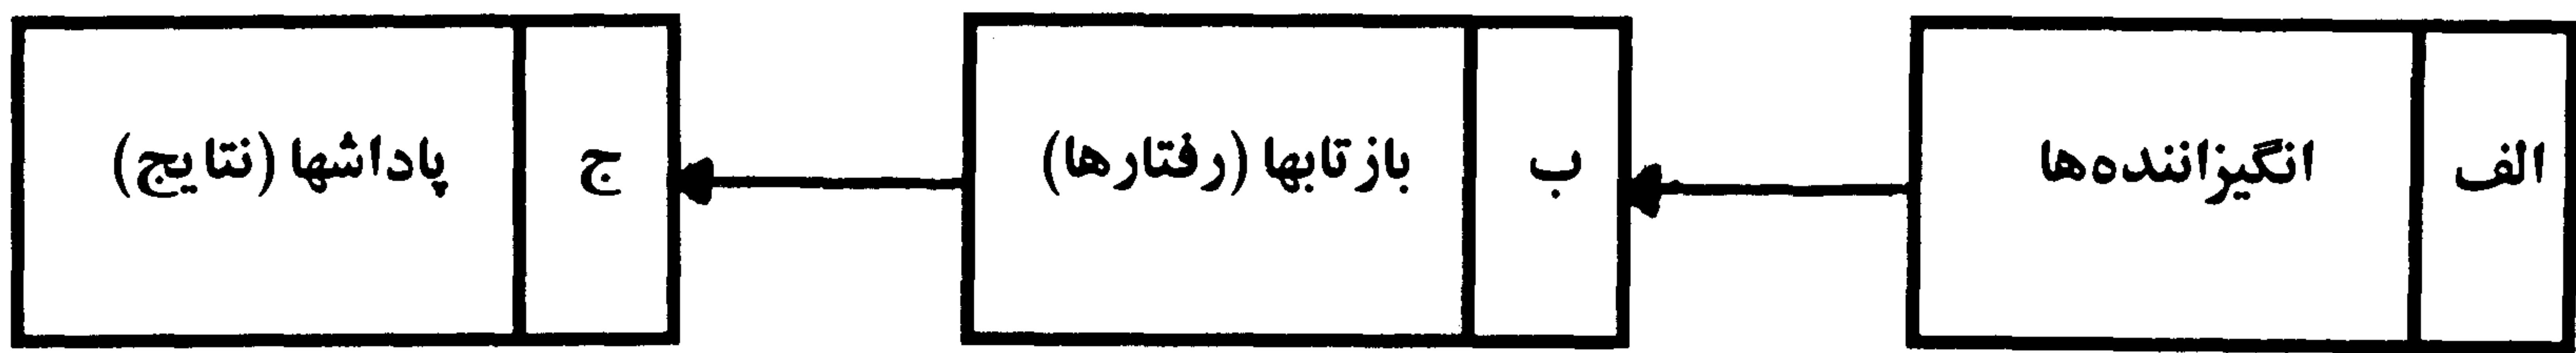 الف
انگیزاننده‌ها
ب
بازتابها (رفتارها)
ج
پاداشها (نتایج)